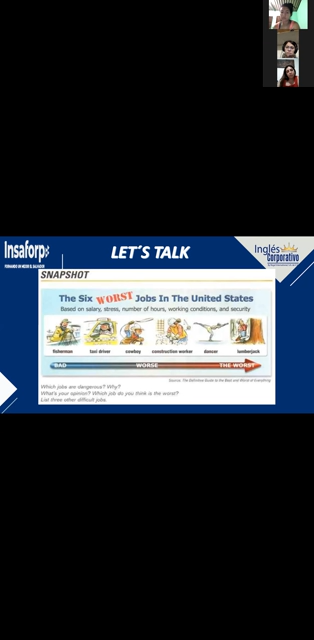 Insaforp
LET´S TALK
Inglés
Corporativo
SNAPSHOT
The Six WORST Jobs In The United States
Based on salary, stress, number of hours, working conditions, and security
fisherman taxi driver cowboy construction worker dancer lumberjack
BAD WORSE THE WORST
Source: The Definitive Guide to the Best and Worst of Everything
Which jobs are dangerous? Why?
What's your opinion? Which job do you think is the worst?
List three other difficult jobs.